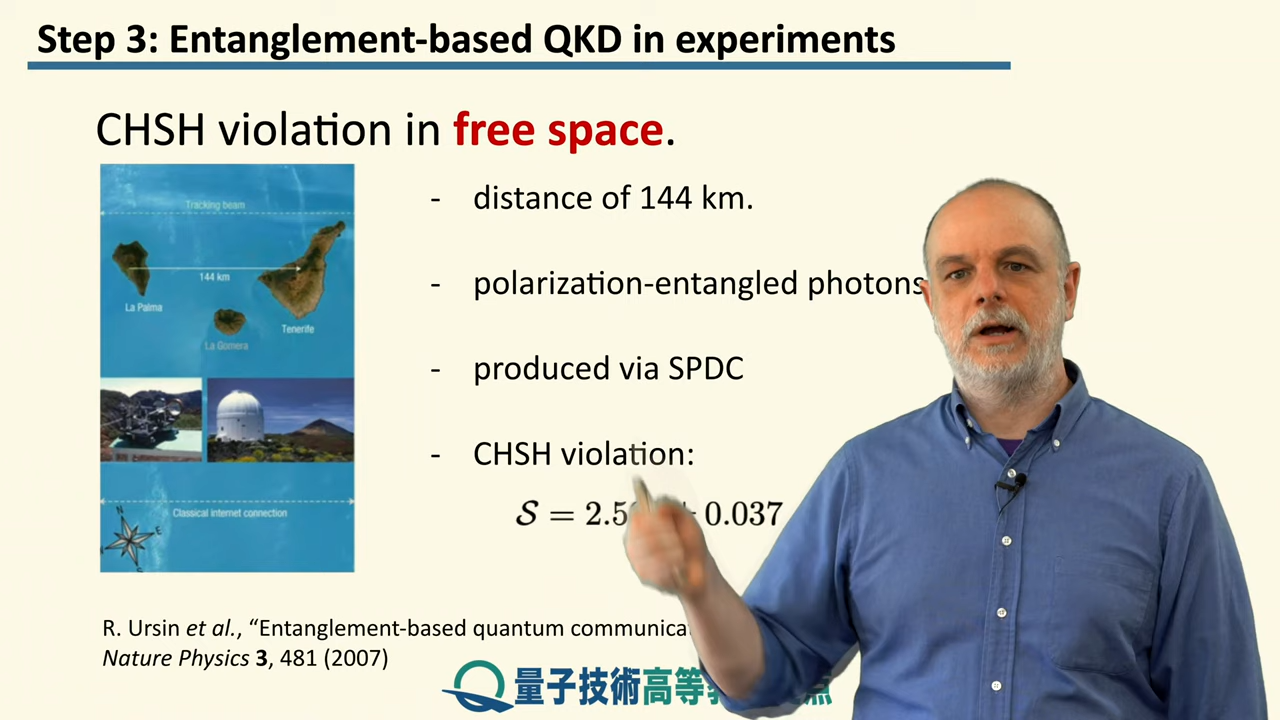 Step 3: Entanglement-based QKD in experiments
CHSH violation in free space.
Tracking beam
144 km
La Palma
La Gomera
Tenerife
Classical internet connection
- distance of 144 km.
- polarization-entangled photons
- produced via SPDC
- CHSH violation:
S = 2.5 0.037
R. Ursin et al., “Entanglement-based quantum
Nature Physics 3, 481 (2007)
量子技術高等